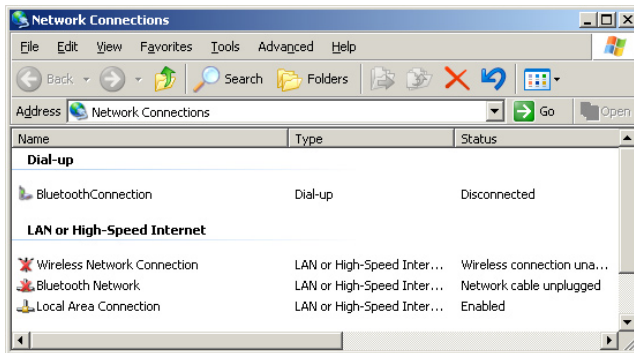 Network Connections
File Edit View Favorites Tools Advanced Help
Back Search Folders
Address Network Connections Go Open
Name Type Status
Dial-up
BluetoothConnection Dial-up Disconnected
LAN or High-Speed Internet
Wireless Network Connection LAN or High-Speed Inter... Wireless connection una...
Bluetooth Network LAN or High-Speed Inter... Network cable unplugged
Local Area Connection LAN or High-Speed Inter... Enabled